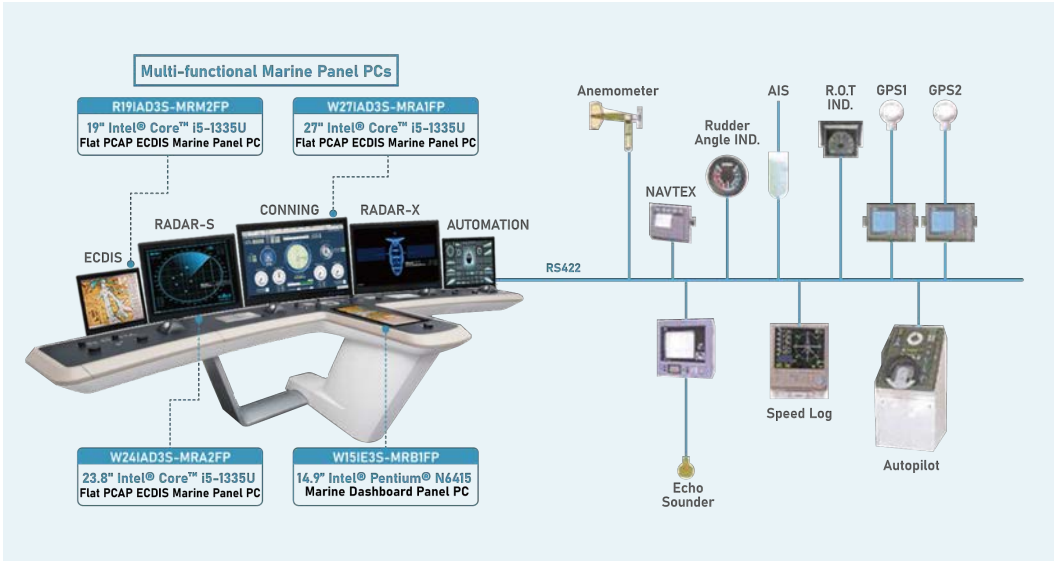 Multi-functional Marine Panel PCs
R19IAD3S-MRM2FP
19" Intel® Core™ i5-1335U
Flat PCAP ECDIS Marine Panel PC
W27IAD3S-MRA1FP
27" Intel® Core™ i5-1335U
Flat PCAP ECDIS Marine Panel PC
ECDIS
RADAR-S
CONNING
RADAR-X
AUTOMATION
W24IAD3S-MRA2FP
23.8" Intel® Core™ i5-1335U
Flat PCAP ECDIS Marine Panel PC
W15IE3S-MRB1FP
14.9" Intel® Pentium® N6415
Marine Dashboard Panel PC
RS422
Anemometer
NAVTEX
Rudder
Angle IND.
AIS
R.O.T
IND.
GPS1
GPS2
Echo
Sounder
Speed Log
Autopilot